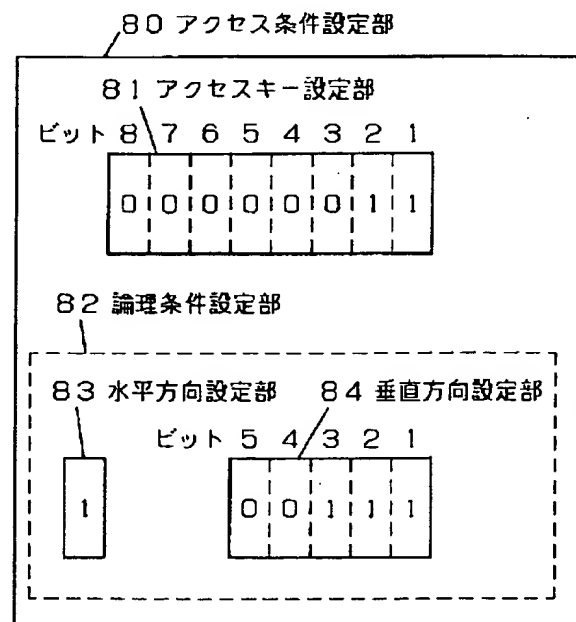 80 アクセス条件設定部
81 アクセスキー設定部
ビット 8 7 6 5 4 3 2 1
0 0 0 0 0 0 1 1
82 論理条件設定部
83 水平方向設定部
84 垂直方向設定部
ビット 5 4 3 2 1
1
0 0 1 1 1